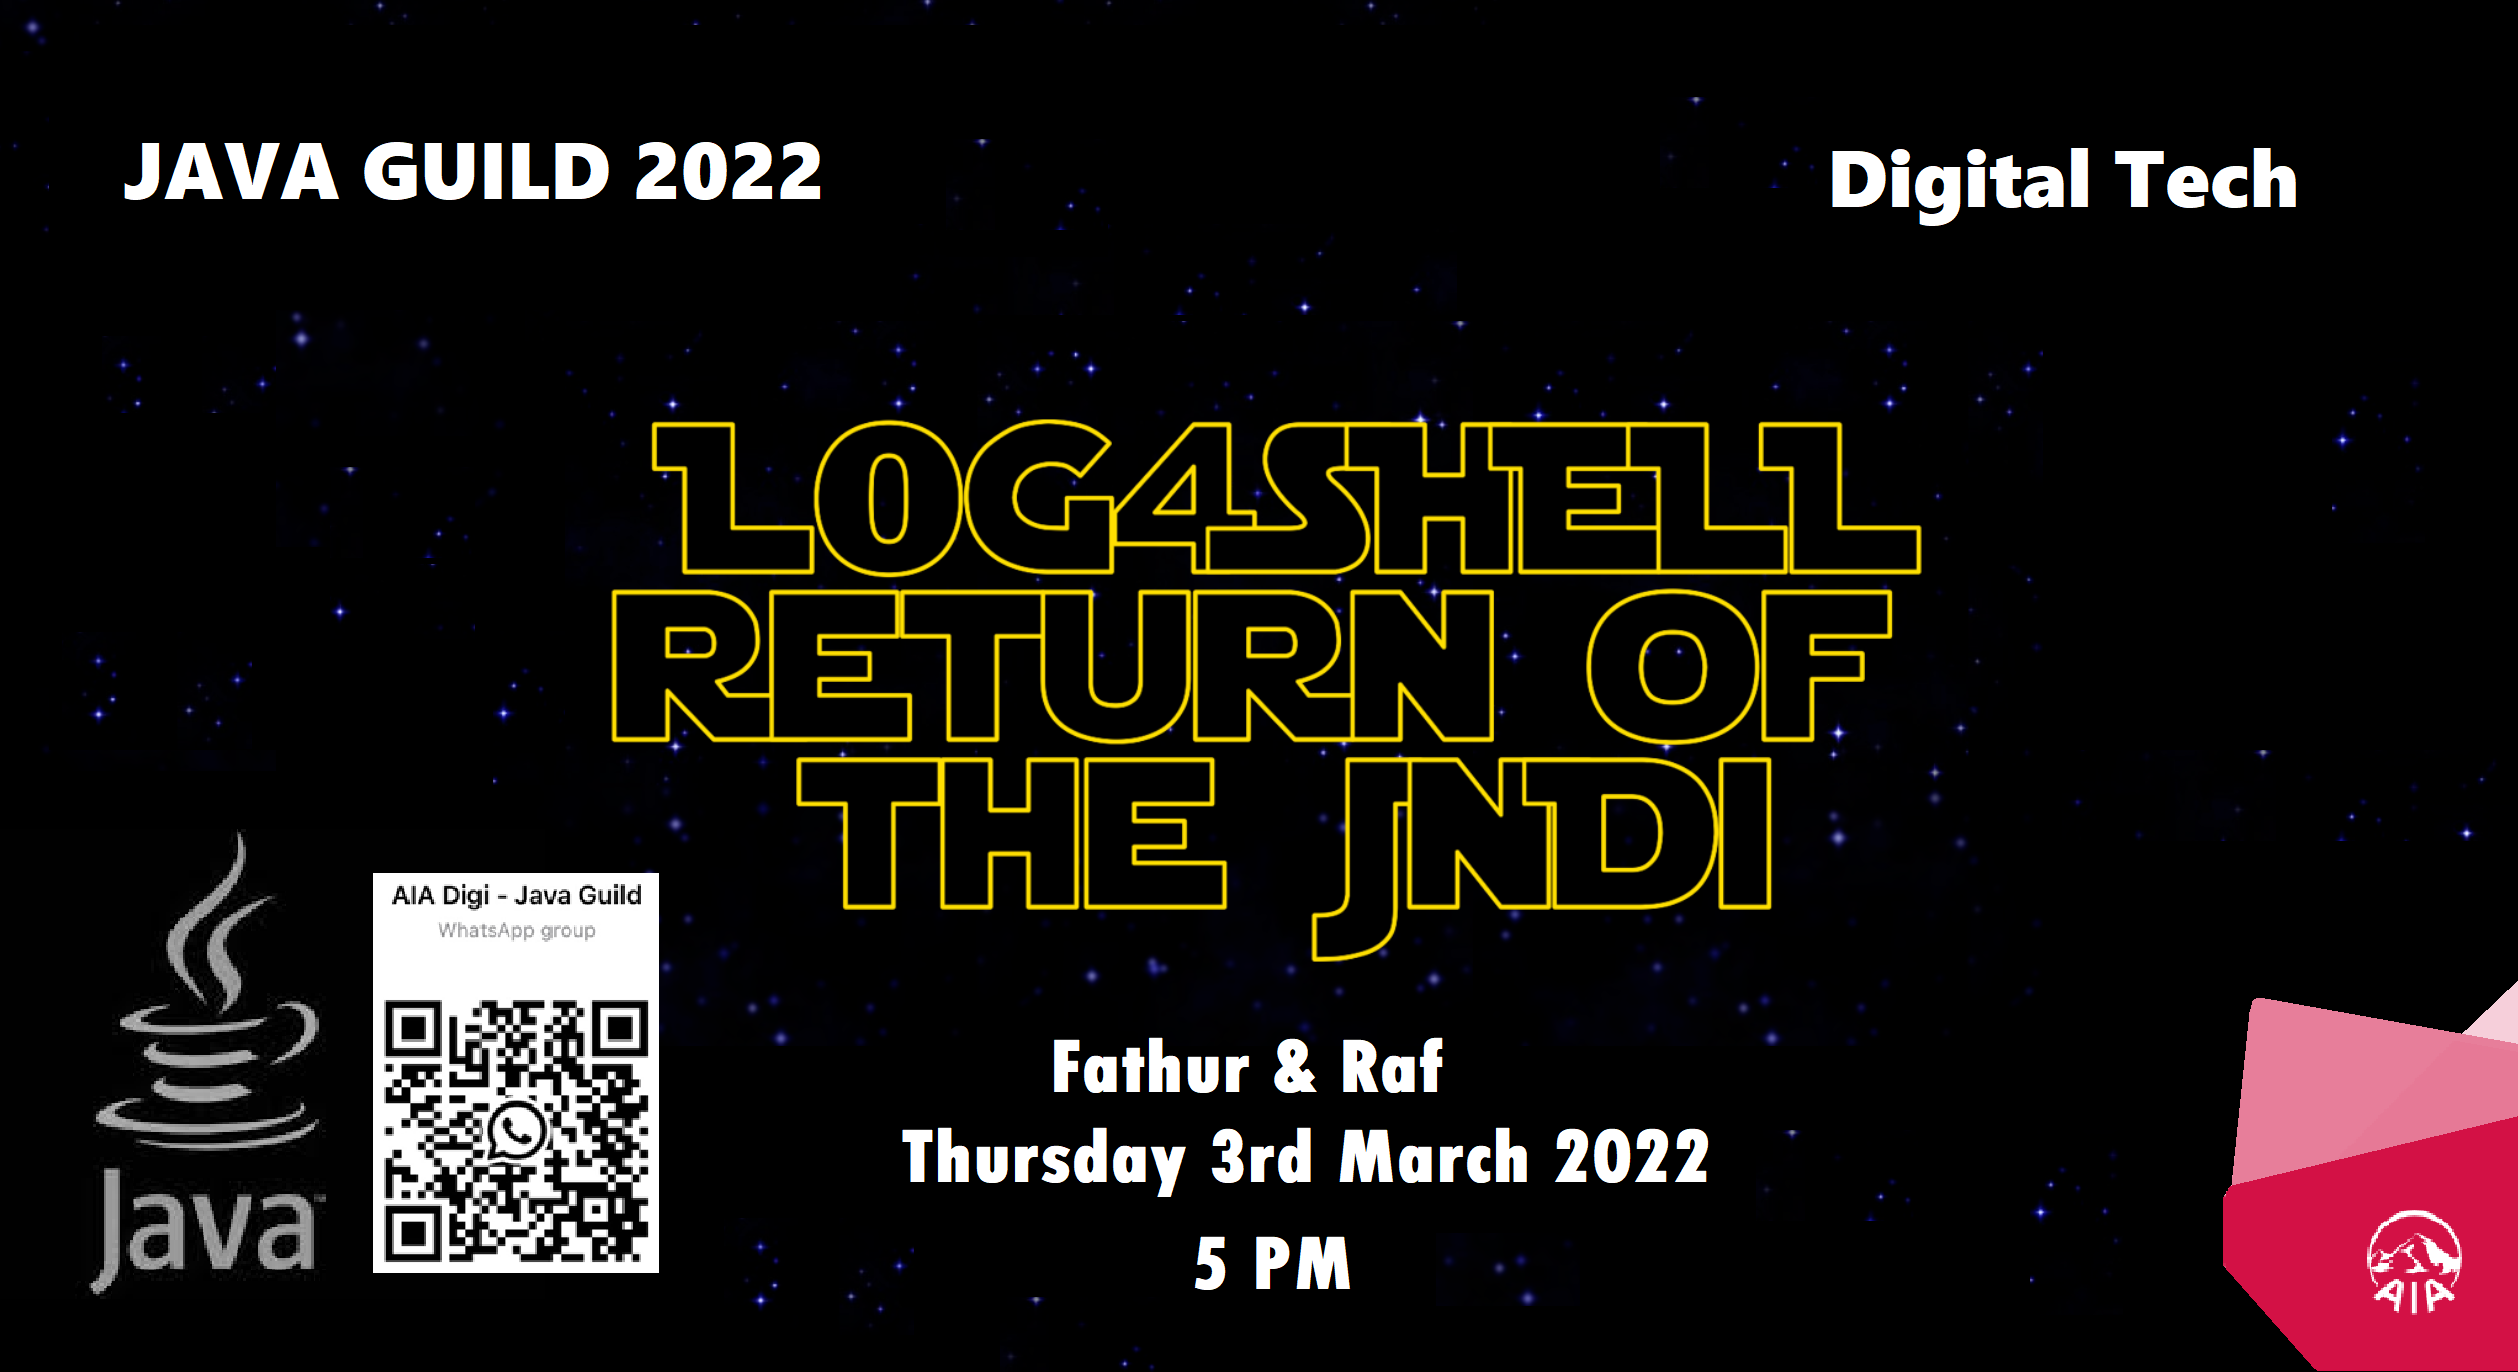 JAVA GUILD 2022
Digital Tech
LOG4SHELL
RETURN OF
THE JNDI
AIA Digi - Java Guild
WhatsApp group
Java
Fathur & Raf
Thursday 3rd March 2022
5 PM
AIA